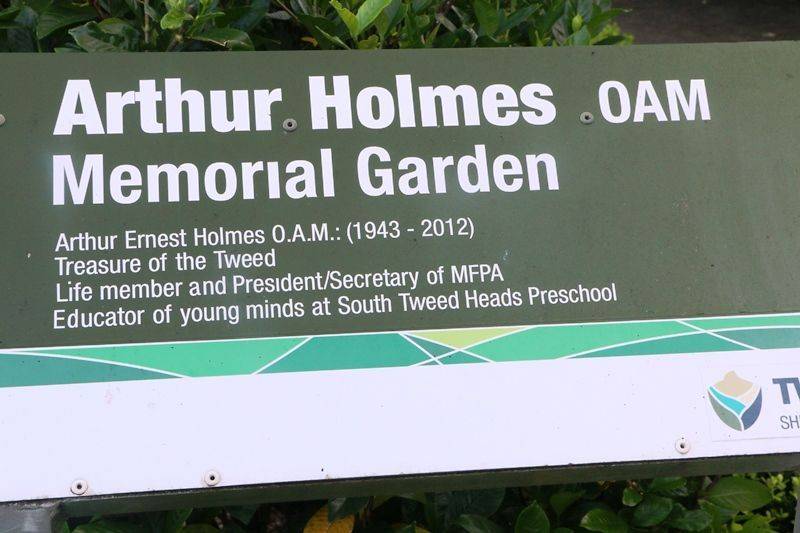 Arthur Holmes OAM
Memorial Garden
Arthur Ernest Holmes O.A.M.: (1943 - 2012)
Treasure of the Tweed
Life member and President/Secretary of MFPA
Educator of young minds at South Tweed Heads Preschool